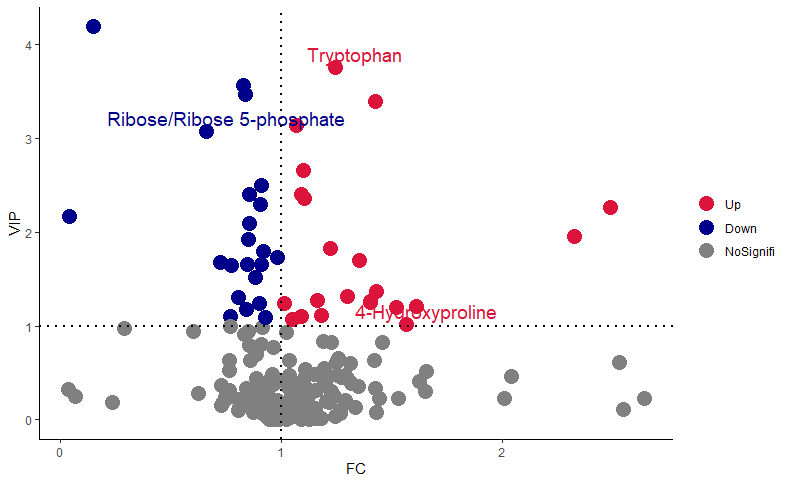 Tryptophan
Ribose/Ribose 5-phosphate
4-Hydroxyproline
VIP
4
3
2
1
0
0
1
2
FC
Up
Down
NoSignifi